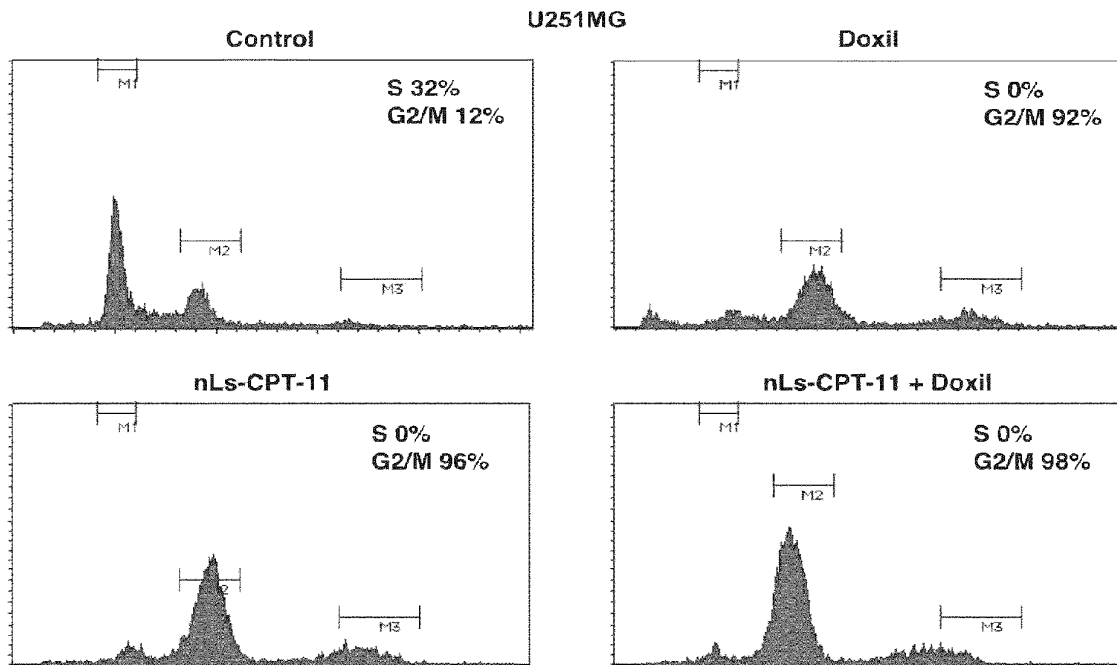 U251MG
Control
M1
S 32%
G2/M 12%
M2
M3
Doxil
M1
S 0%
G2/M 92%
M2
M3
nLs-CPT-11
M1
S 0%
G2/M 96%
M3
nLs-CPT-11 + Doxil
M1
S 0%
G2/M 98%
M2
M3